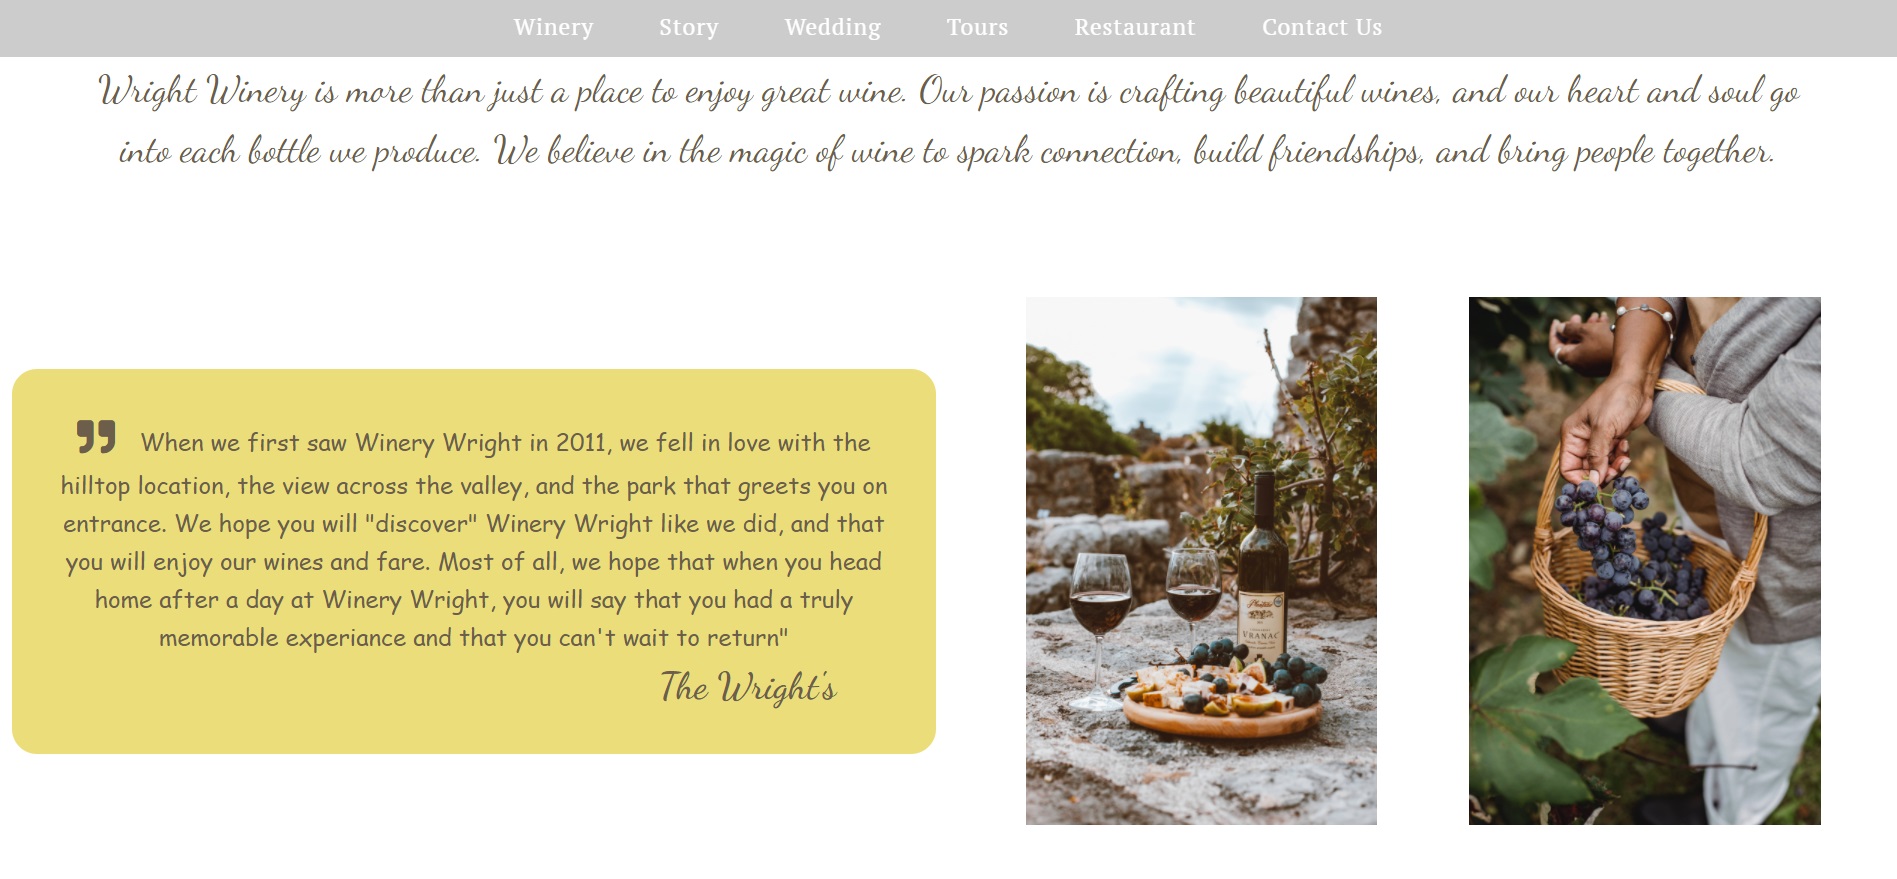 Winery Story Wedding Tours Restaurant Contact Us
Wright Winery is more than just a place to enjoy great wine. Our passion is crafting beautiful wines, and our heart and soul go
into each bottle we produce. We believe in the magic of wine to spark connection, build friendships, and bring people together.
" When we first saw Winery Wright in 2011, we fell in love with the
hilltop location, the view across the valley, and the park that greets you on
entrance. We hope you will "discover" Winery Wright like we did, and that
you will enjoy our wines and fare. Most of all, we hope that when you head
home after a day at Winery Wright, you will say that you had a truly
memorable experiance and that you can't wait to return"
The Wright's
VRANAC